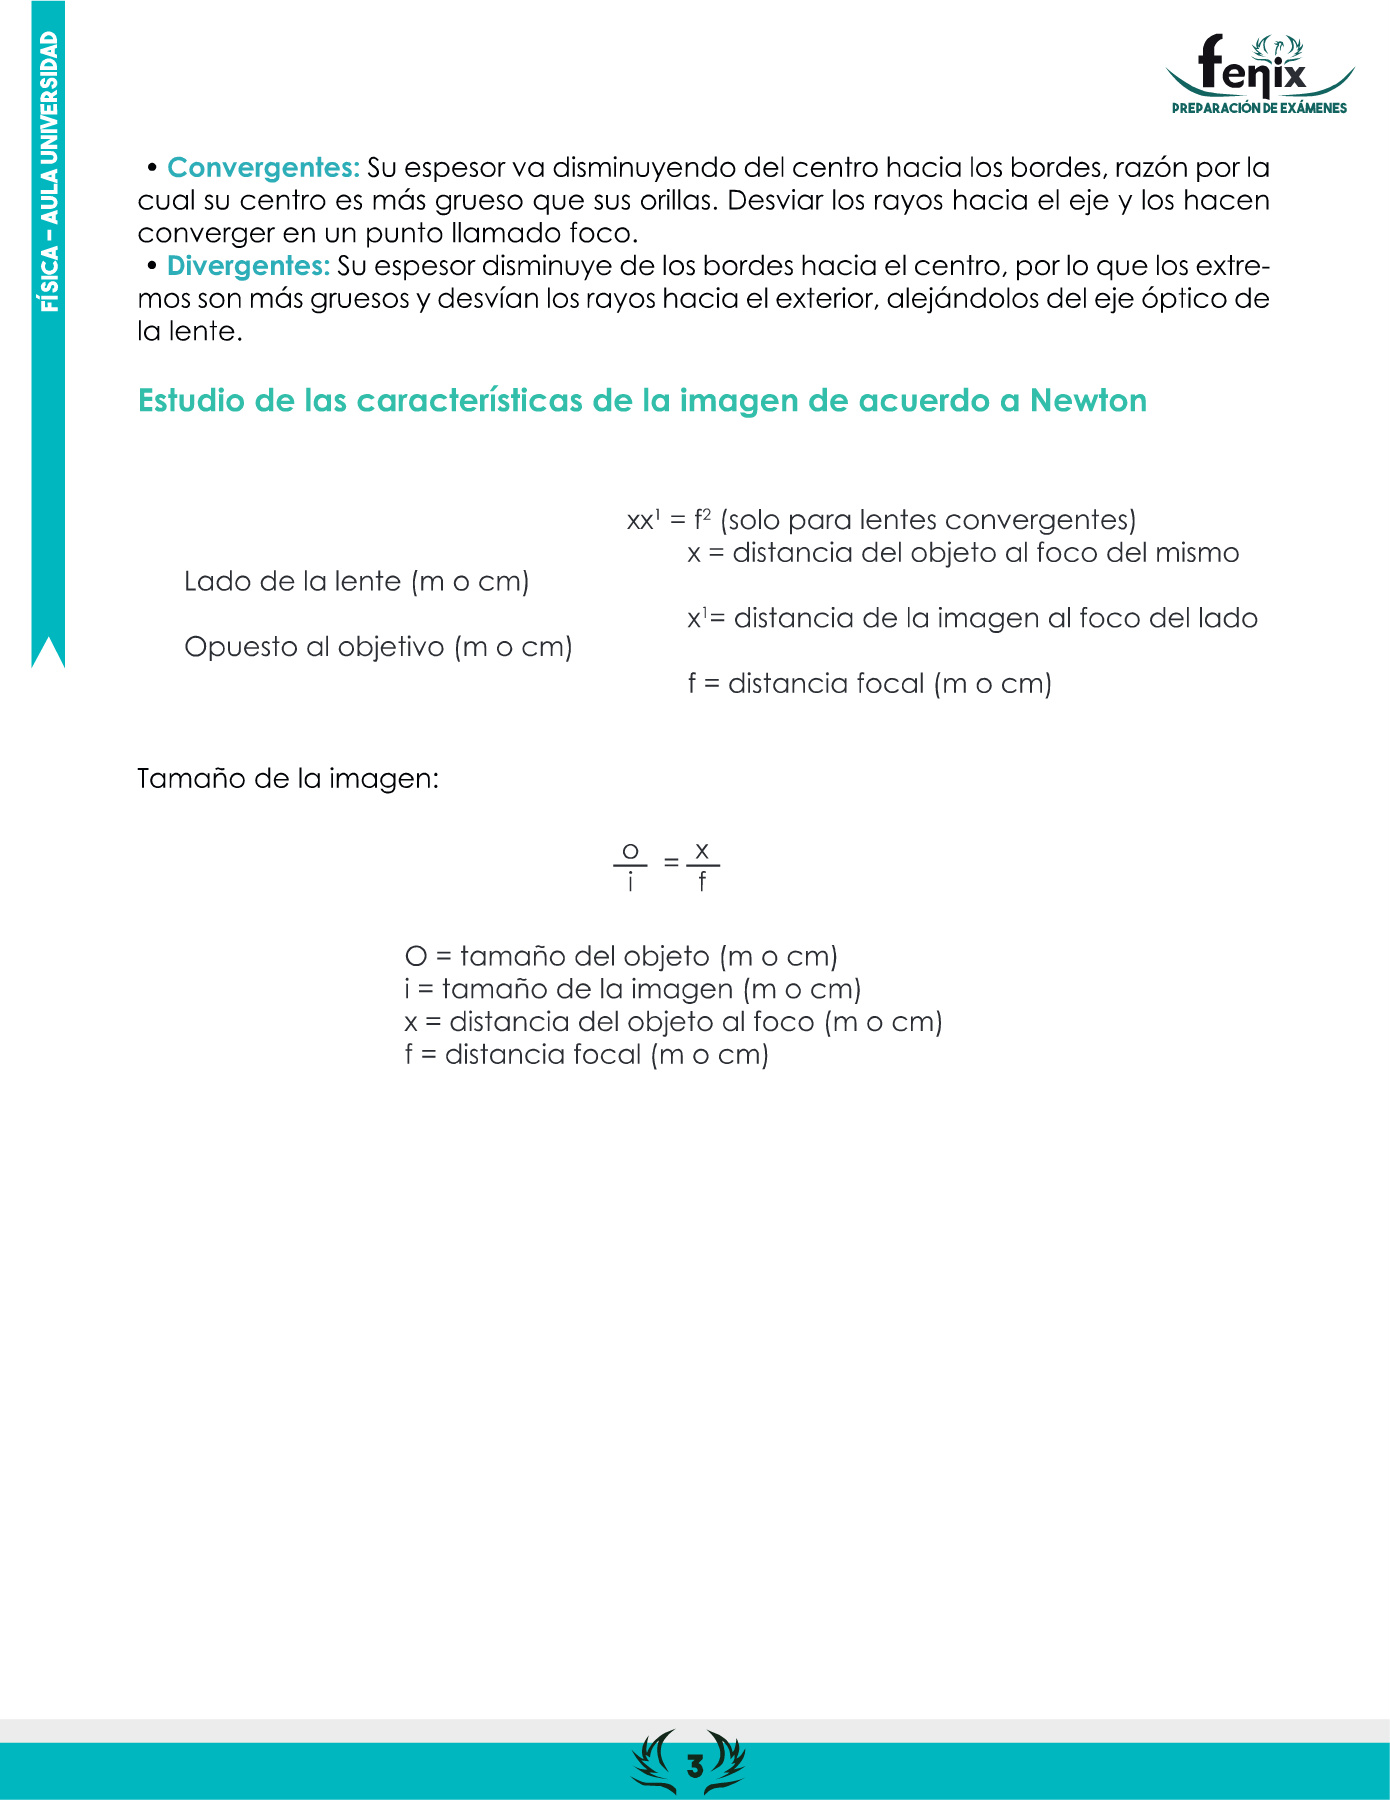 FÍSICA – AULA UNIVERSIDAD
fenix
PREPARACIÓN DE EXÁMENES
• Convergentes: Su espesor va disminuyendo del centro hacia los bordes, razón por la
cual su centro es más grueso que sus orillas. Desviar los rayos hacia el eje y los hacen
converger en un punto llamado foco.
• Divergentes: Su espesor disminuye de los bordes hacia el centro, por lo que los extre-
mos son más gruesos y desvían los rayos hacia el exterior, alejándolos del eje óptico de
la lente.
Estudio de las características de la imagen de acuerdo a Newton
xx¹ = f² (solo para lentes convergentes)
x = distancia del objeto al foco del mismo
Lado de la lente (m o cm)
x¹= distancia de la imagen al foco del lado
Opuesto al objetivo (m o cm)
f = distancia focal (m o cm)
Tamaño de la imagen:
o/i = x/f
O = tamaño del objeto (m o cm)
i = tamaño de la imagen (m o cm)
x = distancia del objeto al foco (m o cm)
f = distancia focal (m o cm)
3